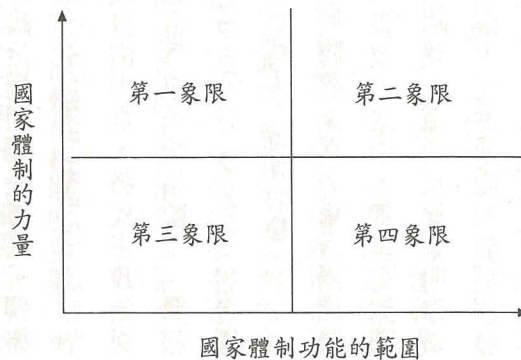 國家體制的力量
第一象限
第二象限
第三象限
第四象限
國家體制功能的範圍